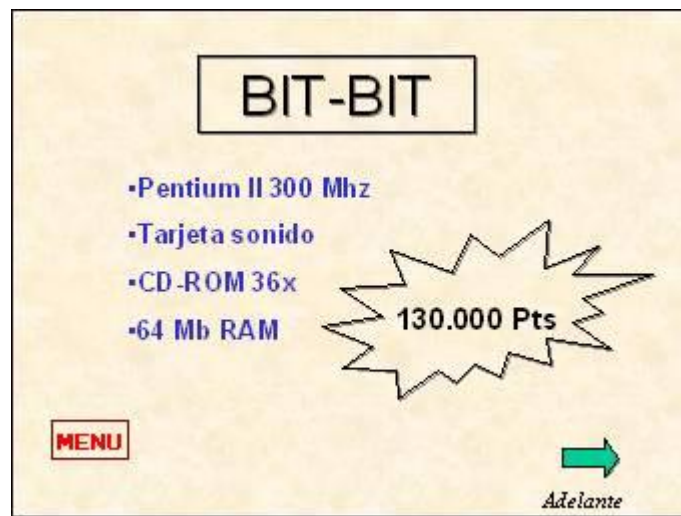 BIT-BIT
▪Pentium II 300 Mhz
▪Tarjeta sonido
▪CD-ROM 36x
▪64 Mb RAM
130.000 Pts
MENU
Adelante